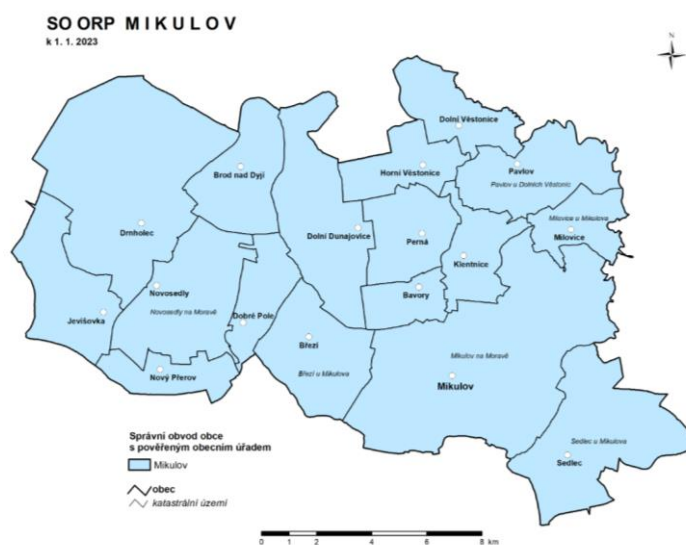 SO ORP MIKULOV
k 1. 1. 2023
N
Dolní Věstonice
Brod nad Dyjí
Horní Věstonice
Pavlov
Pavlov u Dolních Věstonic
Drnholec
Dolní Dunajovice
Perná
Milovice u Mikulova
Milovice
Klentnice
Novosedly
Bavory
Novosedly na Moravě
Jevišovka
Dobré Pole
Březí
Mikulov na Moravě
Nový Přerov
Březí u Mikulova
Mikulov
Správní obvod obce
s pověřeným obecním úřadem
Mikulov
Sedlec u Mikulova
Sedlec
obec
katastrální území
0 1 2 4 6 8 km